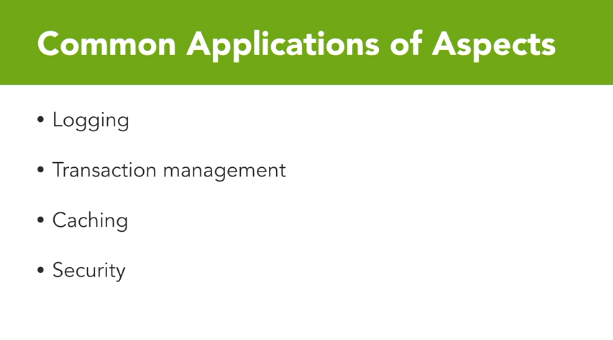 Common Applications of Aspects
• Logging
• Transaction management
• Caching
• Security